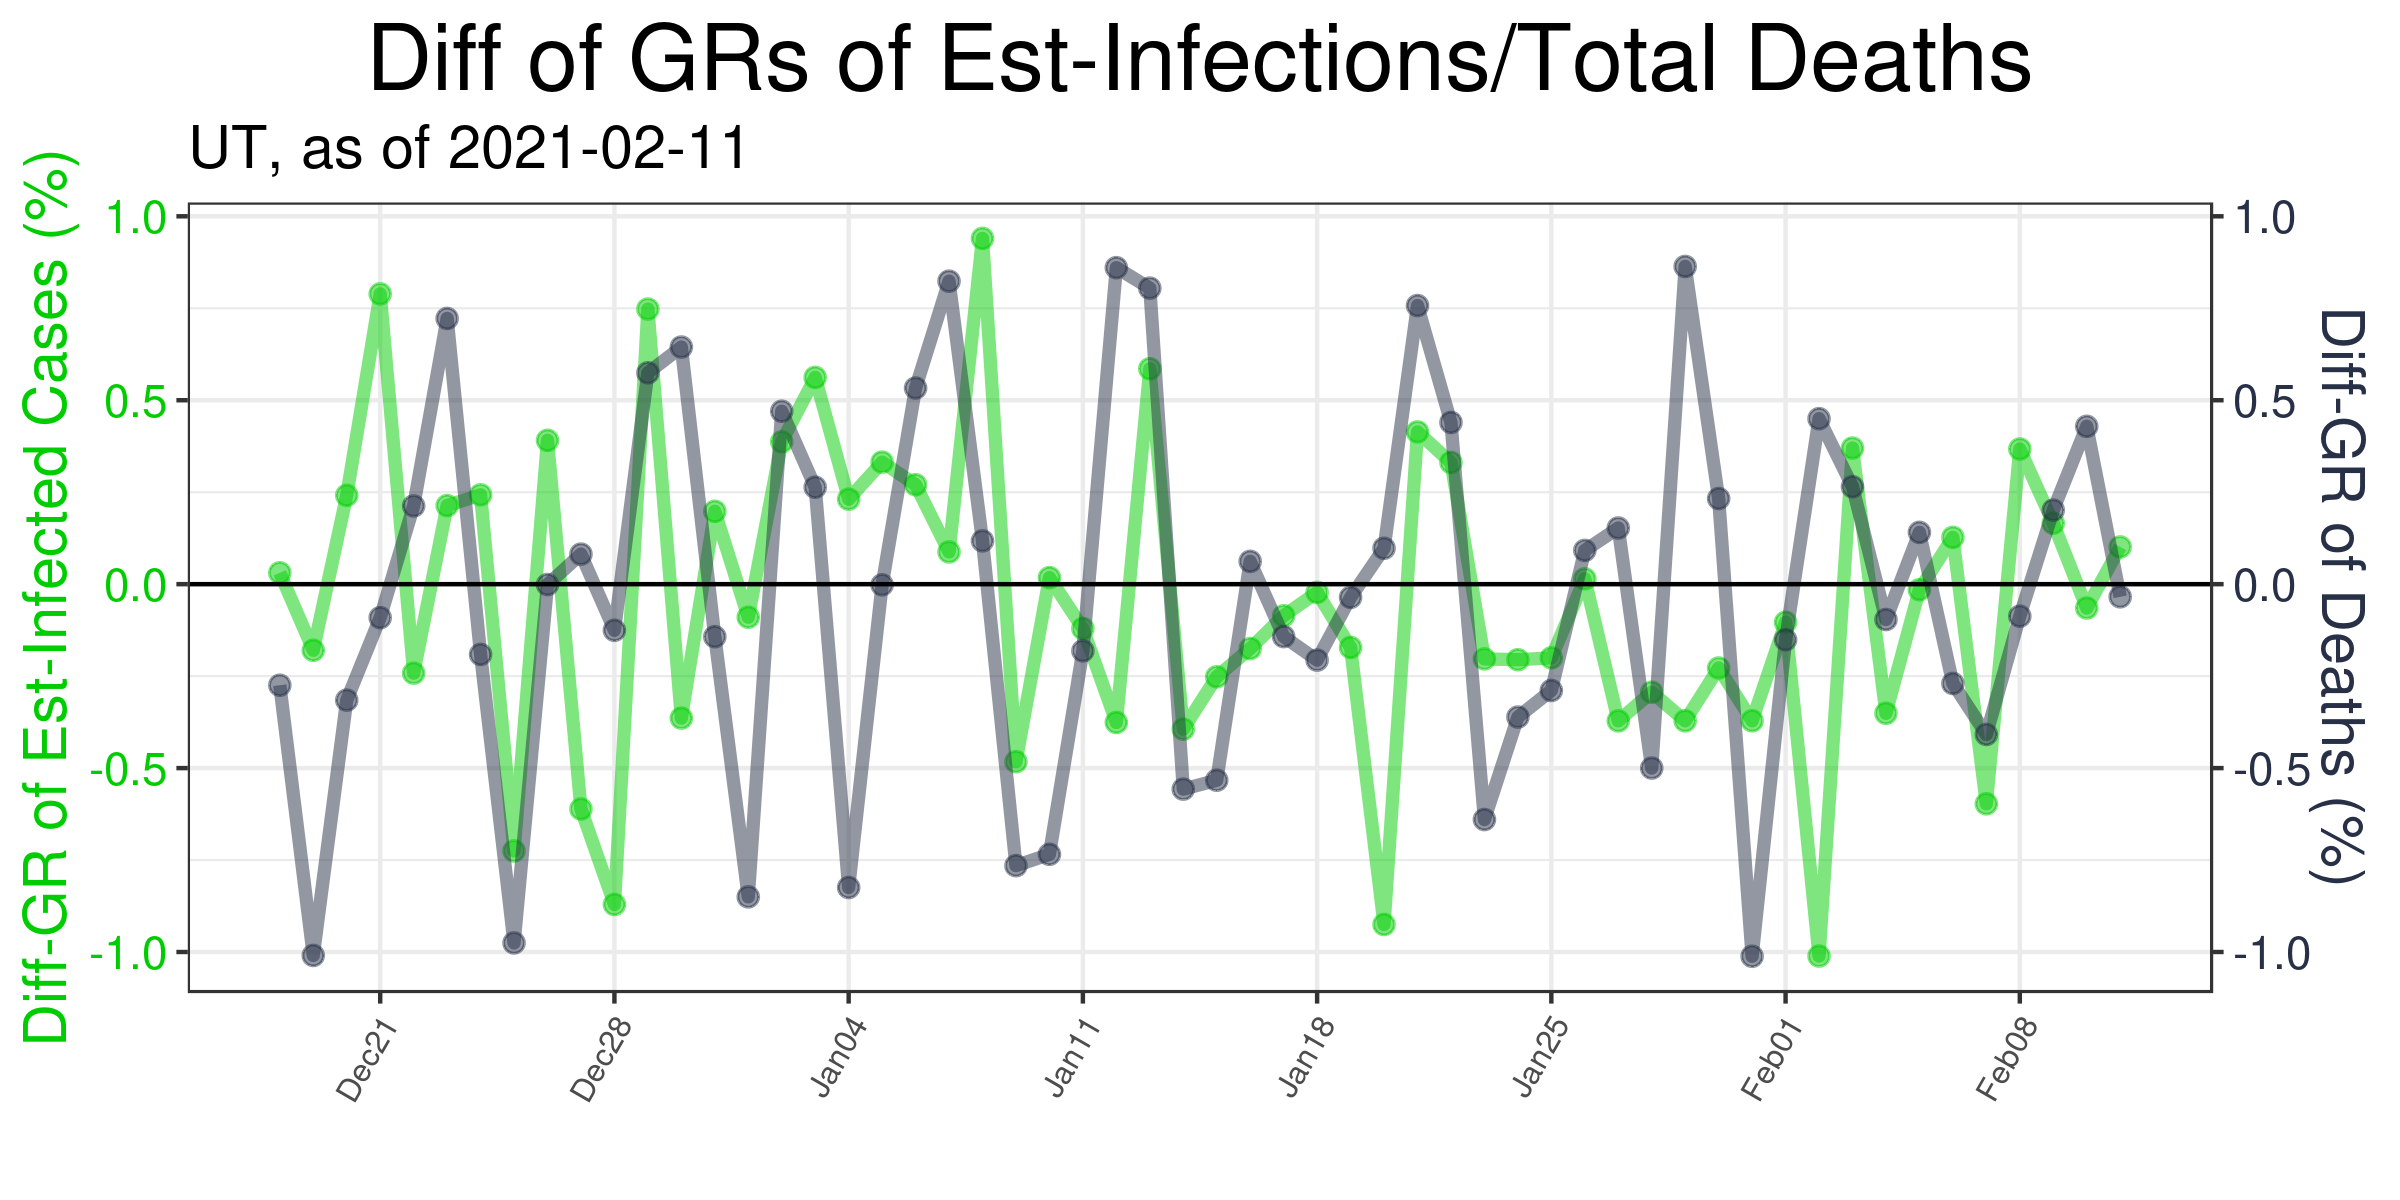 Diff of GRs of Est-Infections/Total Deaths
UT, as of 2021-02-11
Diff-GR of Est-Infected Cases (%)
1.0
0.5
0.0
-0.5
-1.0
1.0
0.5
0.0
-0.5
-1.0
Diff-GR of Deaths (%)
Dec21
Dec28
Jan04
Jan11
Jan18
Jan25
Feb01
Feb08